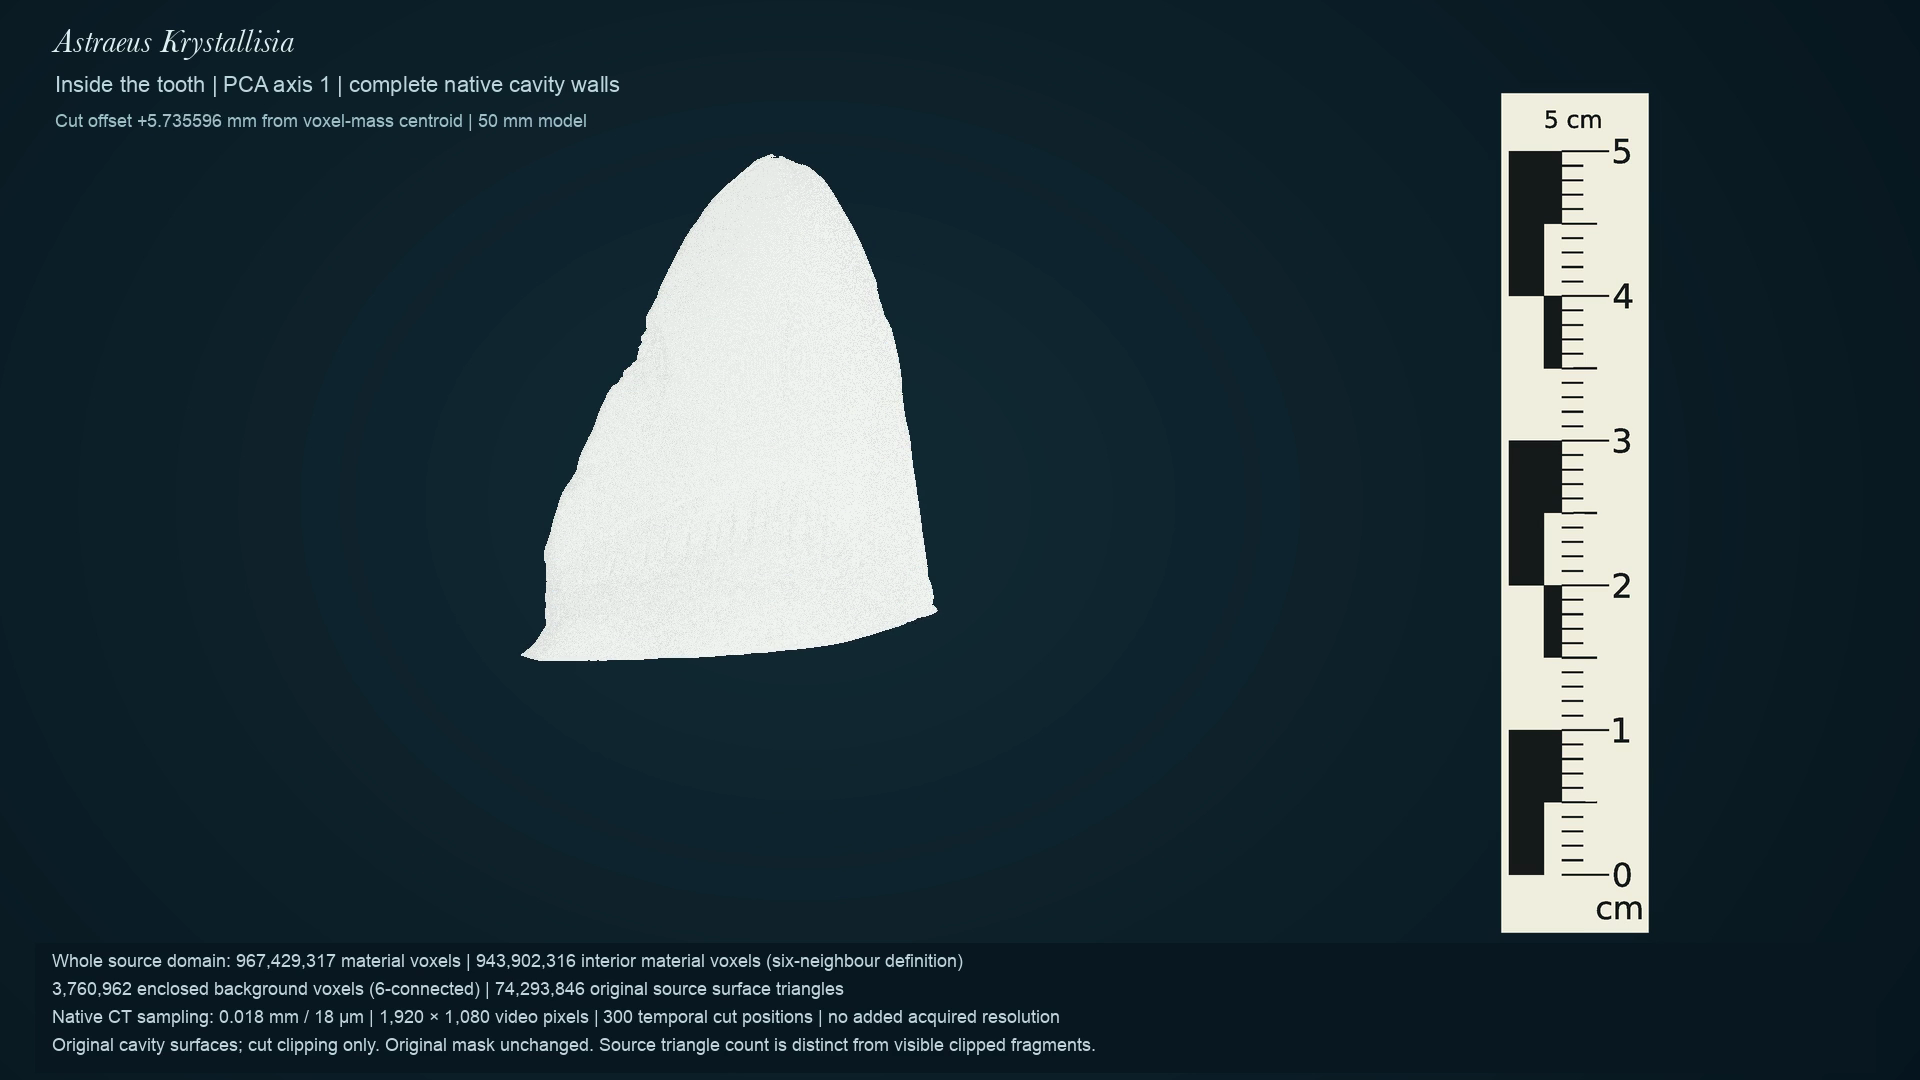 Astraeus Krystallisia
Inside the tooth | PCA axis 1 | complete native cavity walls
Cut offset +5.735596 mm from voxel-mass centroid | 50 mm model
5 cm
5
4
3
2
1
0
cm
Whole source domain: 967,429,317 material voxels | 943,902,316 interior material voxels (six-neighbour definition)
3,760,962 enclosed background voxels (6-connected) | 74,293,846 original source surface triangles
Native CT sampling: 0.018 mm / 18 µm | 1,920 × 1,080 video pixels | 300 temporal cut positions | no added acquired resolution
Original cavity surfaces; cut clipping only. Original mask unchanged. Source triangle count is distinct from visible clipped fragments.